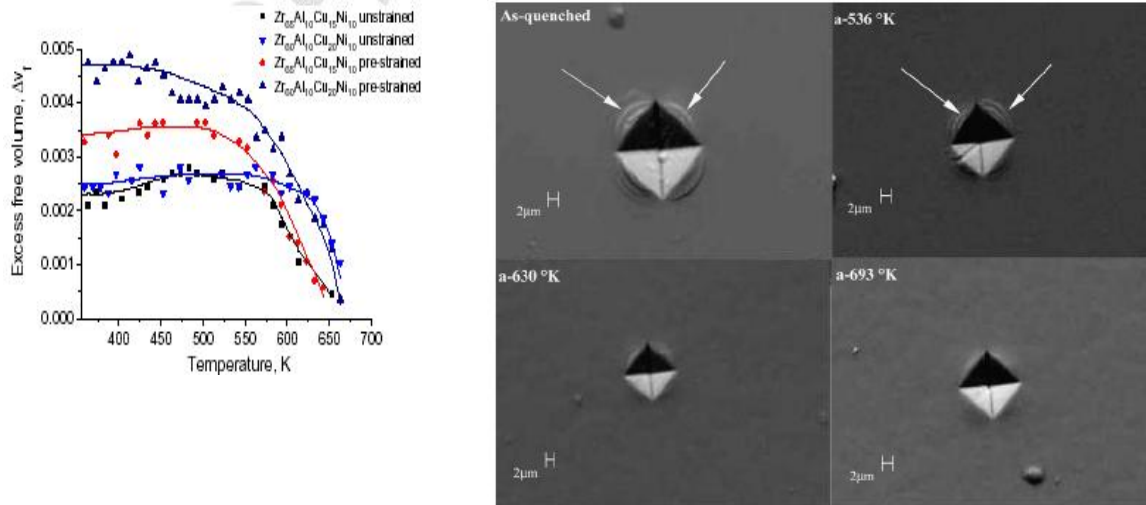 Zr₆₅Al₁₀Cu₁₅Ni₁₀ unstrained
Zr₆₀Al₁₀Cu₂₀Ni₁₀ unstrained
Zr₆₅Al₁₀Cu₁₅Ni₁₀ pre-strained
Zr₆₀Al₁₀Cu₂₀Ni₁₀ pre-strained
Excess free volume, Δvf
0.005
0.004
0.003
0.002
0.001
0.000
400 450 500 550 600 650 700
Temperature, K
As-quenched
2μm
a-536 °K
2μm
a-630 °K
2μm
a-693 °K
2μm